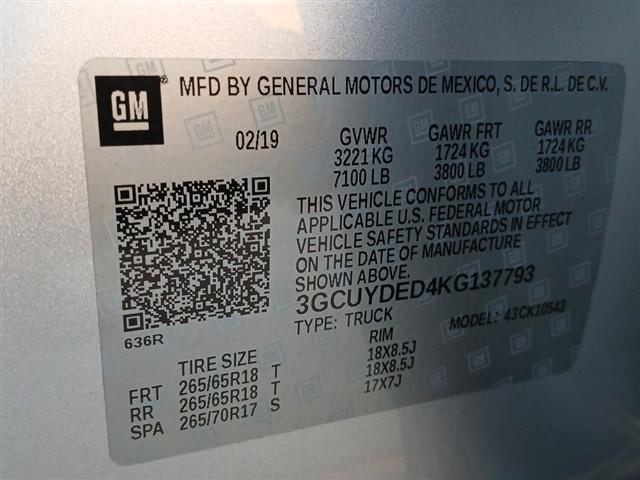 GM
MFD BY GENERAL MOTORS DE MEXICO, S. DE R.L. DE C.V.
02/19 GVWR GAWR FRT GAWR RR
3221 KG 1724 KG 1724 KG
7100 LB 3800 LB 3800 LB
THIS VEHICLE CONFORMS TO ALL
APPLICABLE U.S. FEDERAL MOTOR
VEHICLE SAFETY STANDARDS IN EFFECT
ON THE DATE OF MANUFACTURE
SHOWN ABOVE.
3GCUYDED4KG137793
TYPE: TRUCK MODEL: 43CK10543
636R
TIRE SIZE RIM
FRT 265/65R18 T 18X8.5J
RR 265/65R18 T 18X8.5J
SPA 265/70R17 S 17X7J